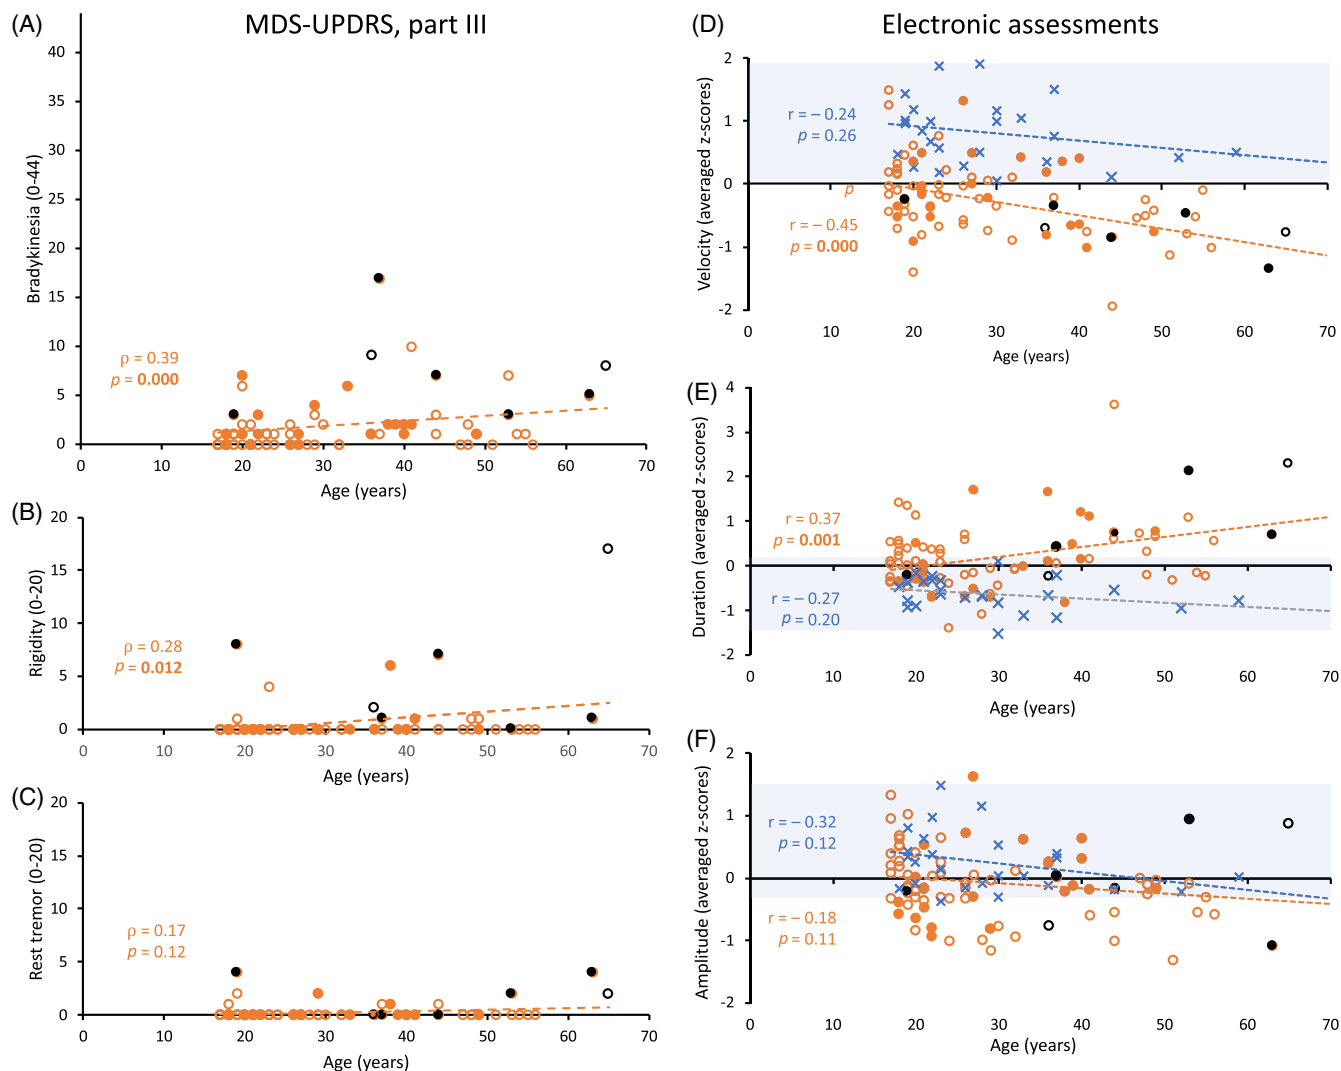 (A)
MDS-UPDRS, part III
40
35
30
25
20
15
10
5
0
Bradykinesia (0-44)
ρ = 0.39
p = 0.000
0 10 20 30 40 50 60 70
Age (years)
(B)
20
15
10
5
0
Rigidity (0-20)
ρ = 0.28
p = 0.012
0 10 20 30 40 50 60 70
Age (years)
(C)
20
15
10
5
0
Rest tremor (0-20)
ρ = 0.17
p = 0.12
0 10 20 30 40 50 60 70
Age (years)
(D)
Electronic assessments
2
1
0
-1
-2
Velocity (averaged z-scores)
r = – 0.24
p = 0.26
p
r = – 0.45
p = 0.000
0 10 20 30 40 50 60 70
Age (years)
(E)
4
3
2
1
0
-1
-2
Duration (averaged z-scores)
r = 0.37
p = 0.001
r = – 0.27
p = 0.20
0 10 20 30 40 50 60 70
Age (years)
(F)
2
1
0
-1
-2
Amplitude (averaged z-scores)
r = – 0.32
p = 0.12
r = – 0.18
p = 0.11
0 10 20 30 40 50 60 70
Age (years)